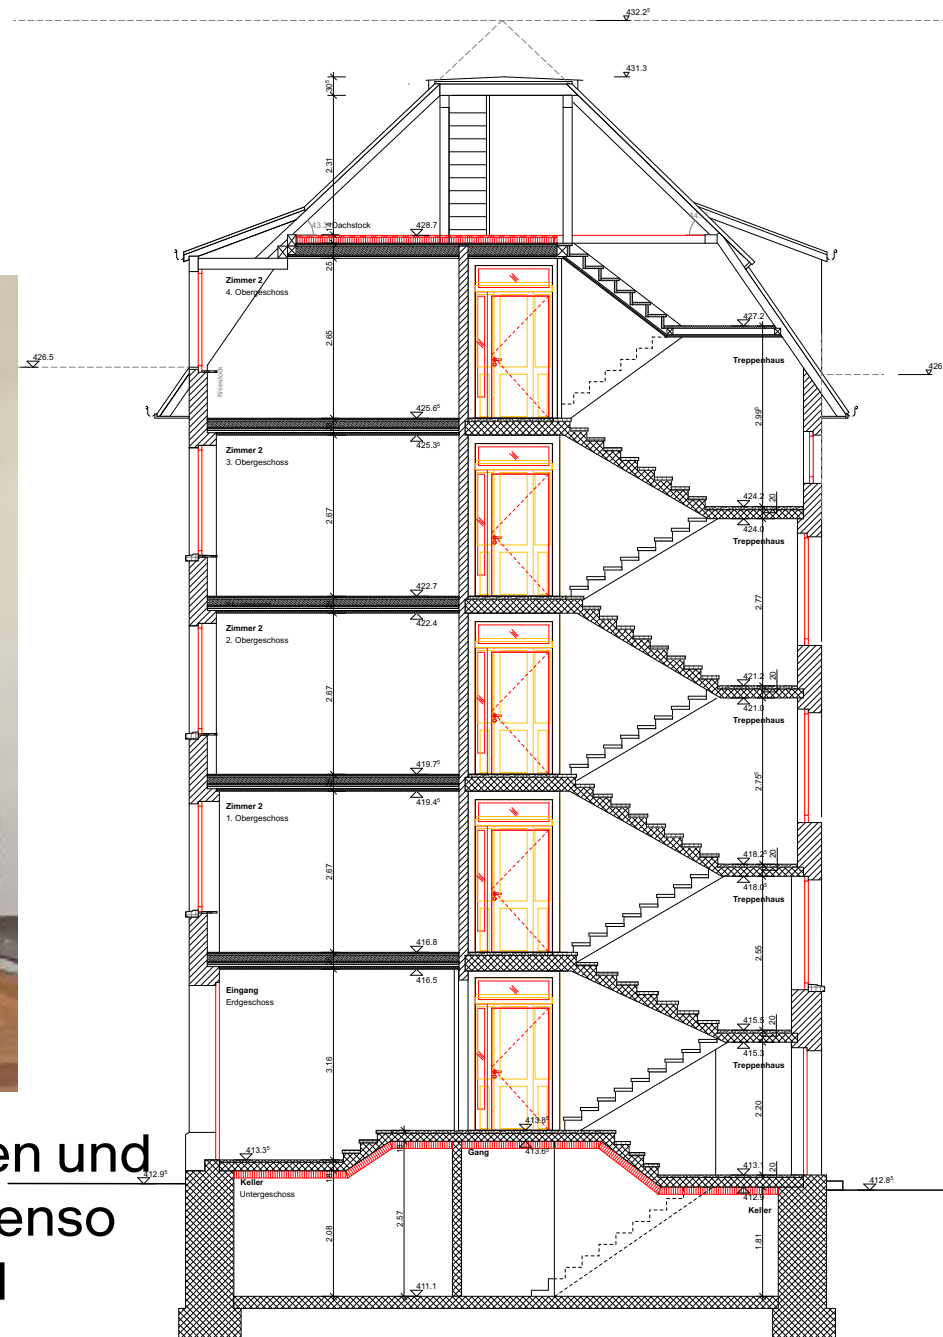 432.2⁵
431.3
30⁵
2.31
Dachstock
428.7
25
Zimmer 2
4. Obergeschoss
427.2
426.5
426
2.65
Kniestock
Treppenhaus
2.99⁵
425.6⁵
425.3⁵
Zimmer 2
3. Obergeschoss
2.67
424.2
20
424.0
Treppenhaus
2.77
422.7
422.4
Zimmer 2
2. Obergeschoss
2.67
421.2
20
421.0
Treppenhaus
2.75⁵
419.7⁵
419.4⁵
Zimmer 2
1. Obergeschoss
2.67
418.2⁵
20
418.0⁵
Treppenhaus
2.55
416.8
416.5
Eingang
Erdgeschoss
3.16
415.5
20
415.3
Treppenhaus
2.20
413.8⁵
413.6⁵
Gang
413.3⁵
413.1
20
412.9
en und
412.9⁵
412.8⁵
Keller
Untergeschoss
Keller
enso
2.08
2.57
1.81
411.1